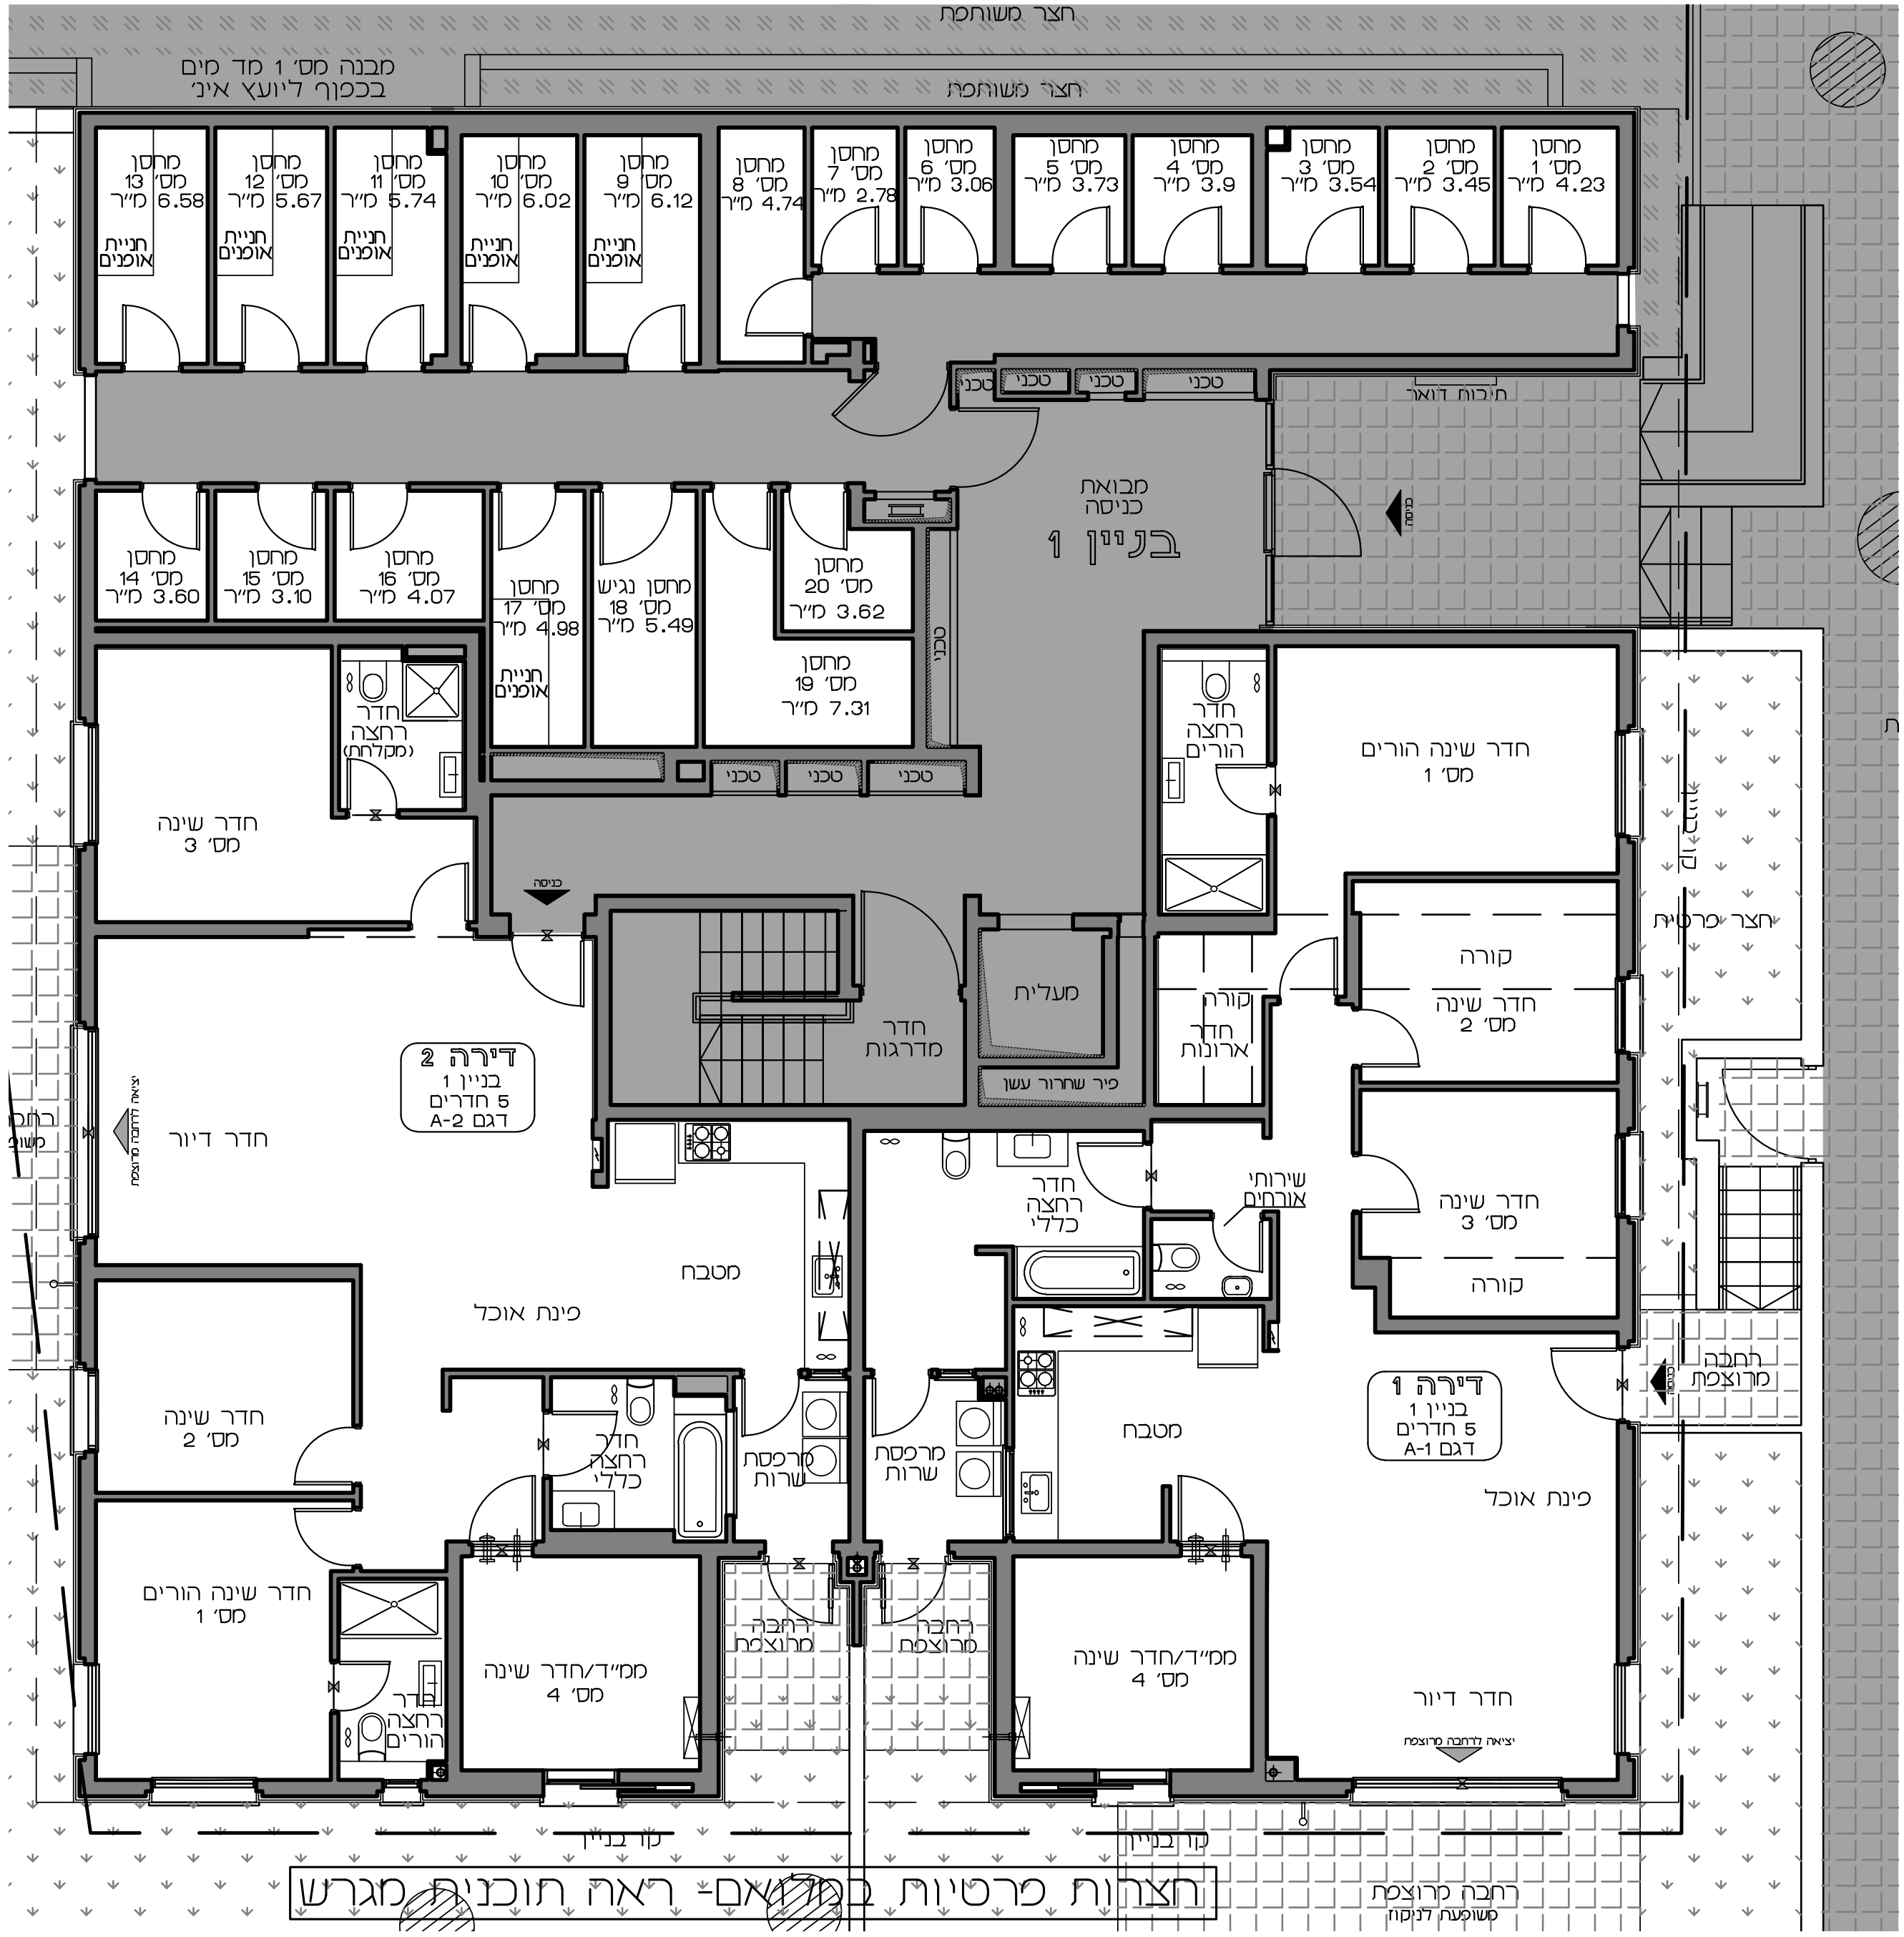 חצר משותפת
מבנה מס' 1 מד מים
חצר משותפת
מחסן
מס' 13
6.58 מ"ר
חניית
אופנים
מחסן
מס' 12
5.67 מ"ר
חניית
אופנים
מחסן
מס' 11
5.74 מ"ר
חניית
אופנים
מחסן
מס' 10
6.02 מ"ר
חניית
אופנים
מחסן
מס' 9
6.12 מ"ר
חניית
אופנים
מחסן
מס' 8
4.74 מ"ר
מחסן
מס' 7
2.78 מ"ר
מחסן
מס' 6
3.06 מ"ר
מחסן
מס' 5
3.73 מ"ר
מחסן
מס' 4
3.9 מ"ר
מחסן
מס' 3
3.54 מ"ר
מחסן
מס' 2
3.45 מ"ר
מחסן
מס' 1
4.23 מ"ר
טכני
טכני
טכני
טכני
תיבות דואר
מבואת
כניסה
בניין 1
כניסה
מחסן
מס' 14
3.60 מ"ר
מחסן
מס' 15
3.10 מ"ר
מחסן
מס' 16
4.07 מ"ר
מחסן
מס' 17
4.98 מ"ר
חניית
אופנים
מחסן נגיש
מס' 18
5.49 מ"ר
מחסן
מס' 20
3.62 מ"ר
מחסן
מס' 19
7.31 מ"ר
טכני
טכני
טכני
טכני
חדר
רחצה
(מקלחת)
חדר שינה
מס' 3
כניסה
חדר
רחצה
הורים
חדר שינה הורים
מס' 1
קו בניין
חצר פרטית
קורה
חדר שינה
מס' 2
קורה
חדר
ארונות
מעלית
חדר
מדרגות
פיר שחרור עשן
דירה 2
בניין 1
5 חדרים
דגם A-2
יציאה לרחבה מרוצפת
חדר דיור
חדר
רחצה
כללי
שירותי
אורחים
חדר שינה
מס' 3
קורה
מטבח
פינת אוכל
רחבה
מרוצפת
כניסה
דירה 1
בניין 1
5 חדרים
דגם A-1
חדר שינה
מס' 2
חדר
רחצה
כללי
מרפסת
שרות
מרפסת
שרות
מטבח
פינת אוכל
חדר שינה הורים
מס' 1
חדר
רחצה
הורים
ממ"ד/חדר שינה
מס' 4
רחבה
מרוצפת
רחבה
מרוצפת
ממ"ד/חדר שינה
מס' 4
חדר דיור
יציאה לרחבה מרוצפת
קו בניין
קו בניין
חצרות פרטיות במלואם- ראה תוכנית מגרש
רחבה מרוצפת
משופעת לניקוז